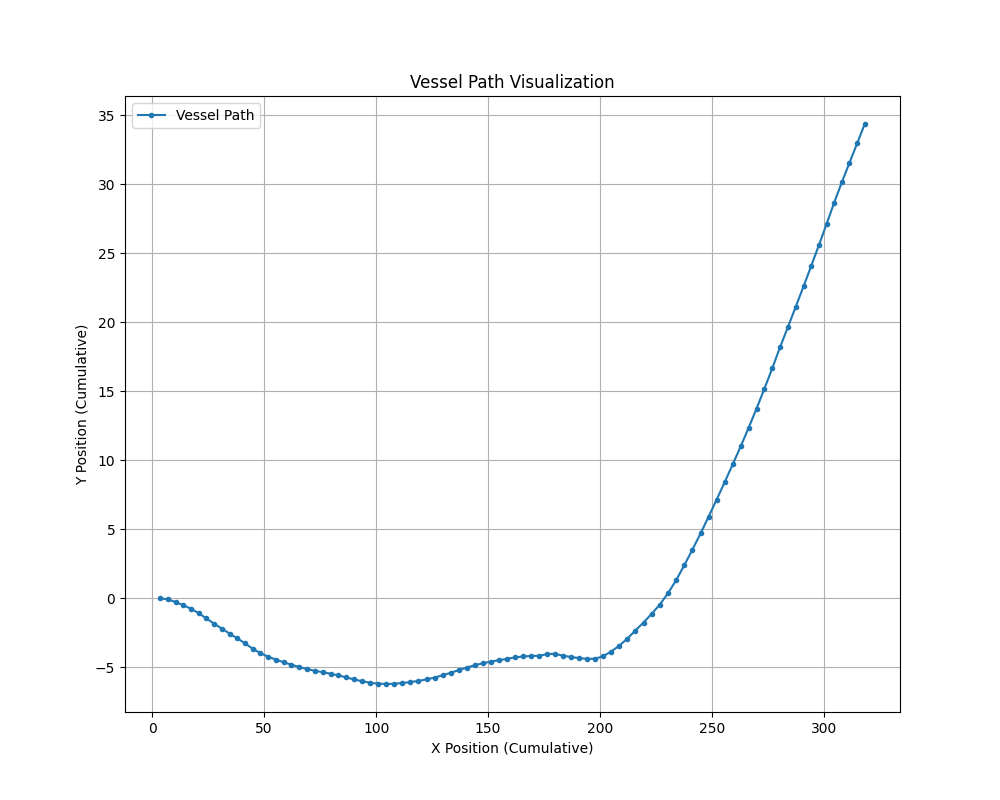 Vessel Path Visualization
Vessel Path
35
30
25
20
15
10
5
0
−5
Y Position (Cumulative)
0 50 100 150 200 250 300
X Position (Cumulative)